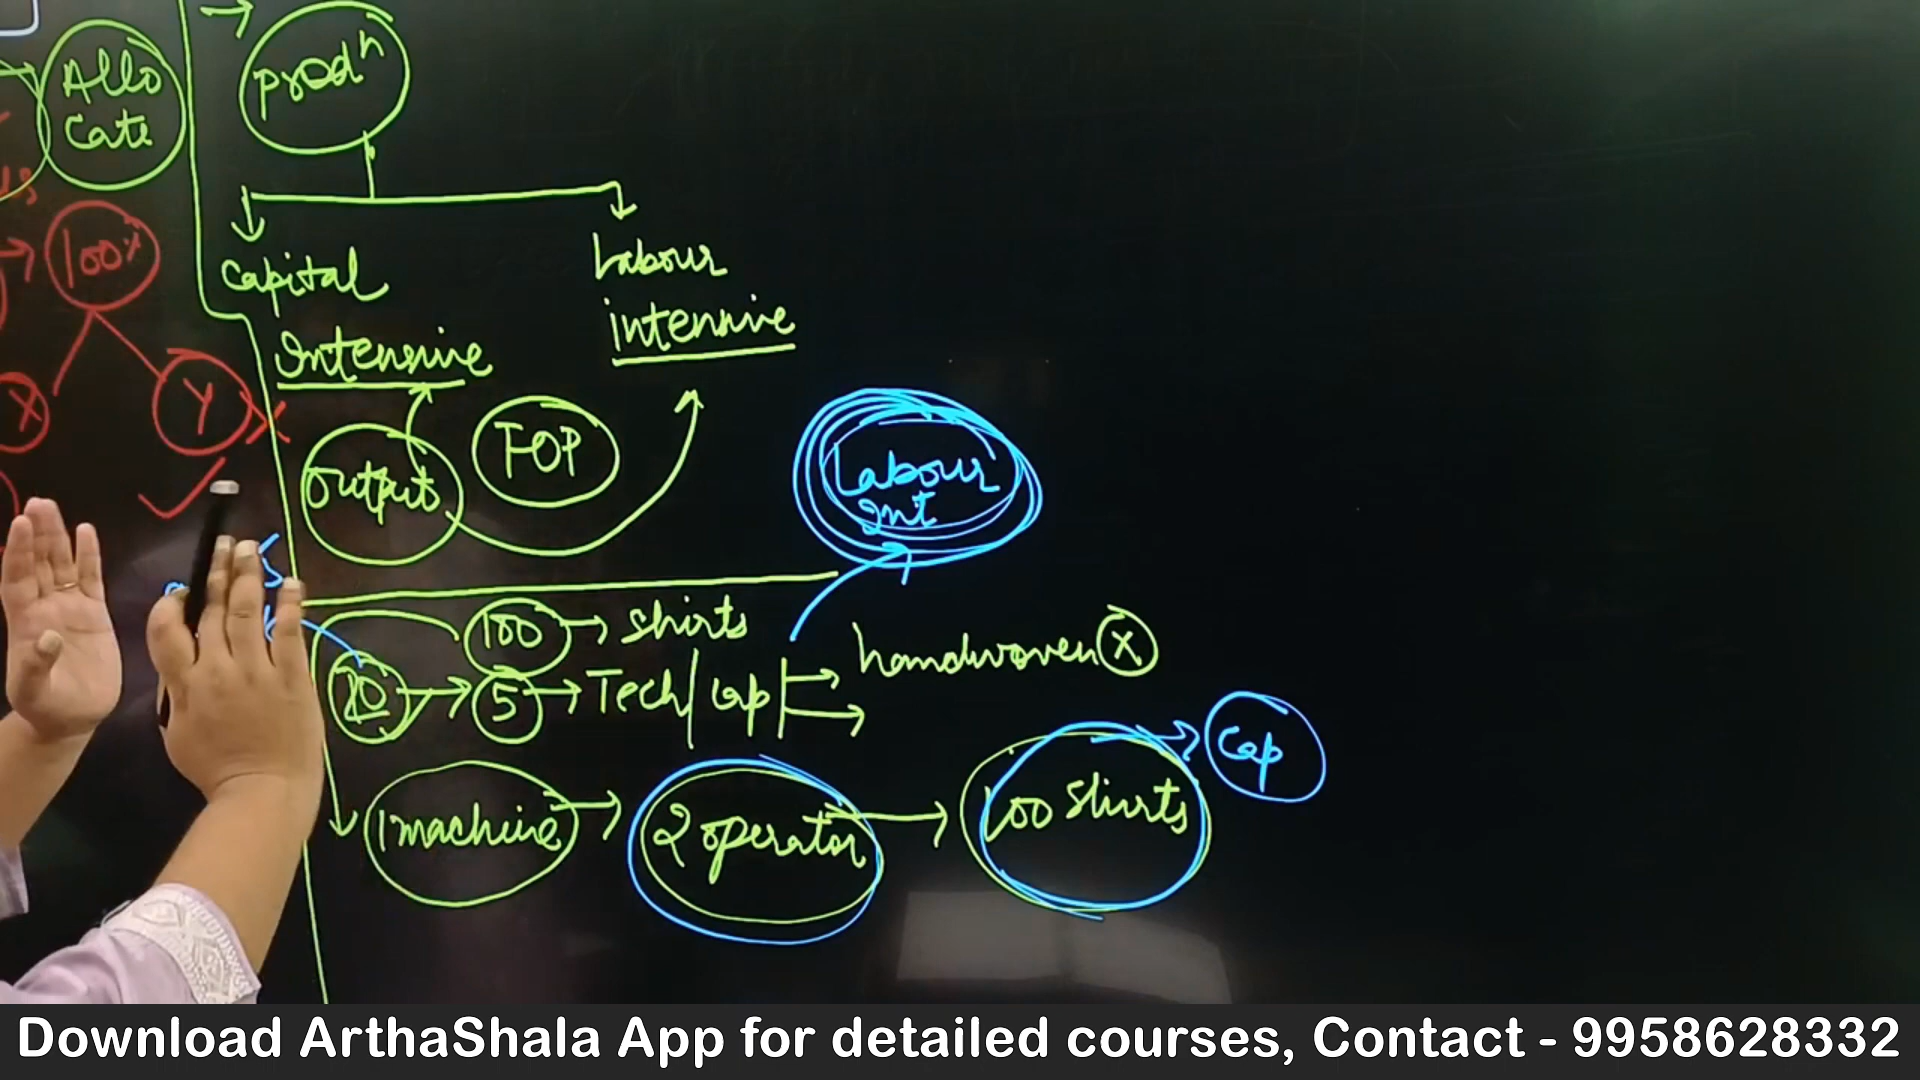 Allo
Cate
prodⁿ
100%
X
Y X
Capital
Intensive
Labour
intensive
Output
FOP
Labour
Int
100 → shirts
20 → 5 → Tech/cap
handwoven X
1 machine → 2 operator → 100 Shirts
→ Cap
Download ArthaShala App for detailed courses, Contact - 9958628332